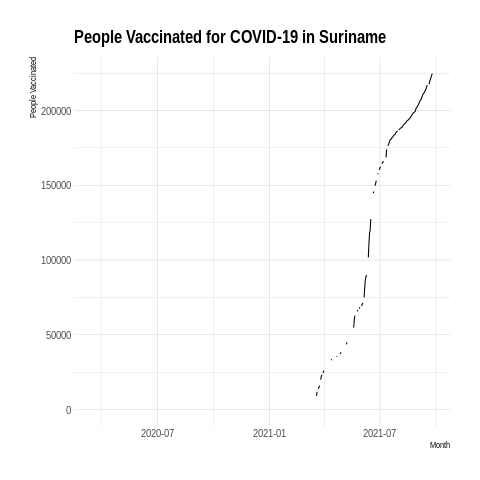 People Vaccinated for COVID-19 in Suriname
People Vaccinated
200000
150000
100000
50000
0
2020-07
2021-01
2021-07
Month